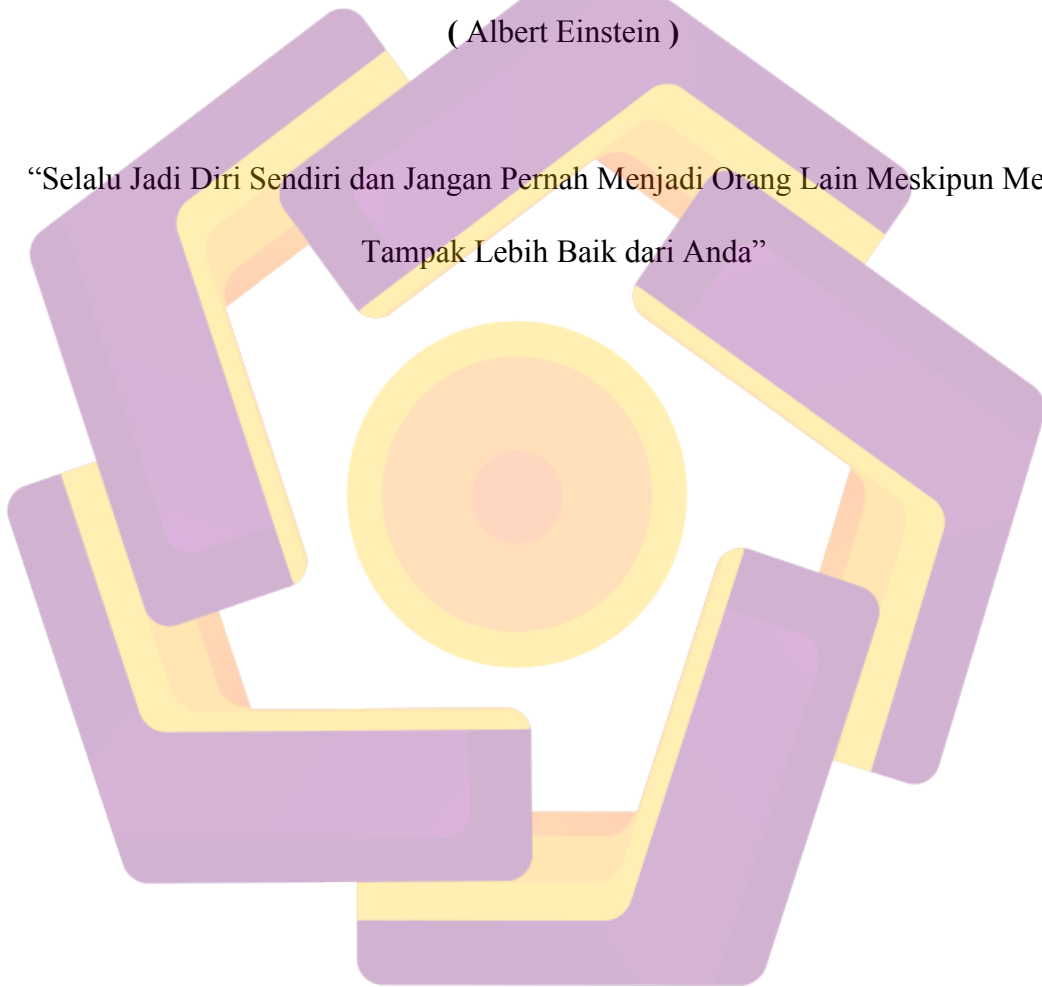 ( Albert Einstein )
“Selalu Jadi Diri Sendiri dan Jangan Pernah Menjadi Orang Lain Meskipun
Tampak Lebih Baik dari Anda”